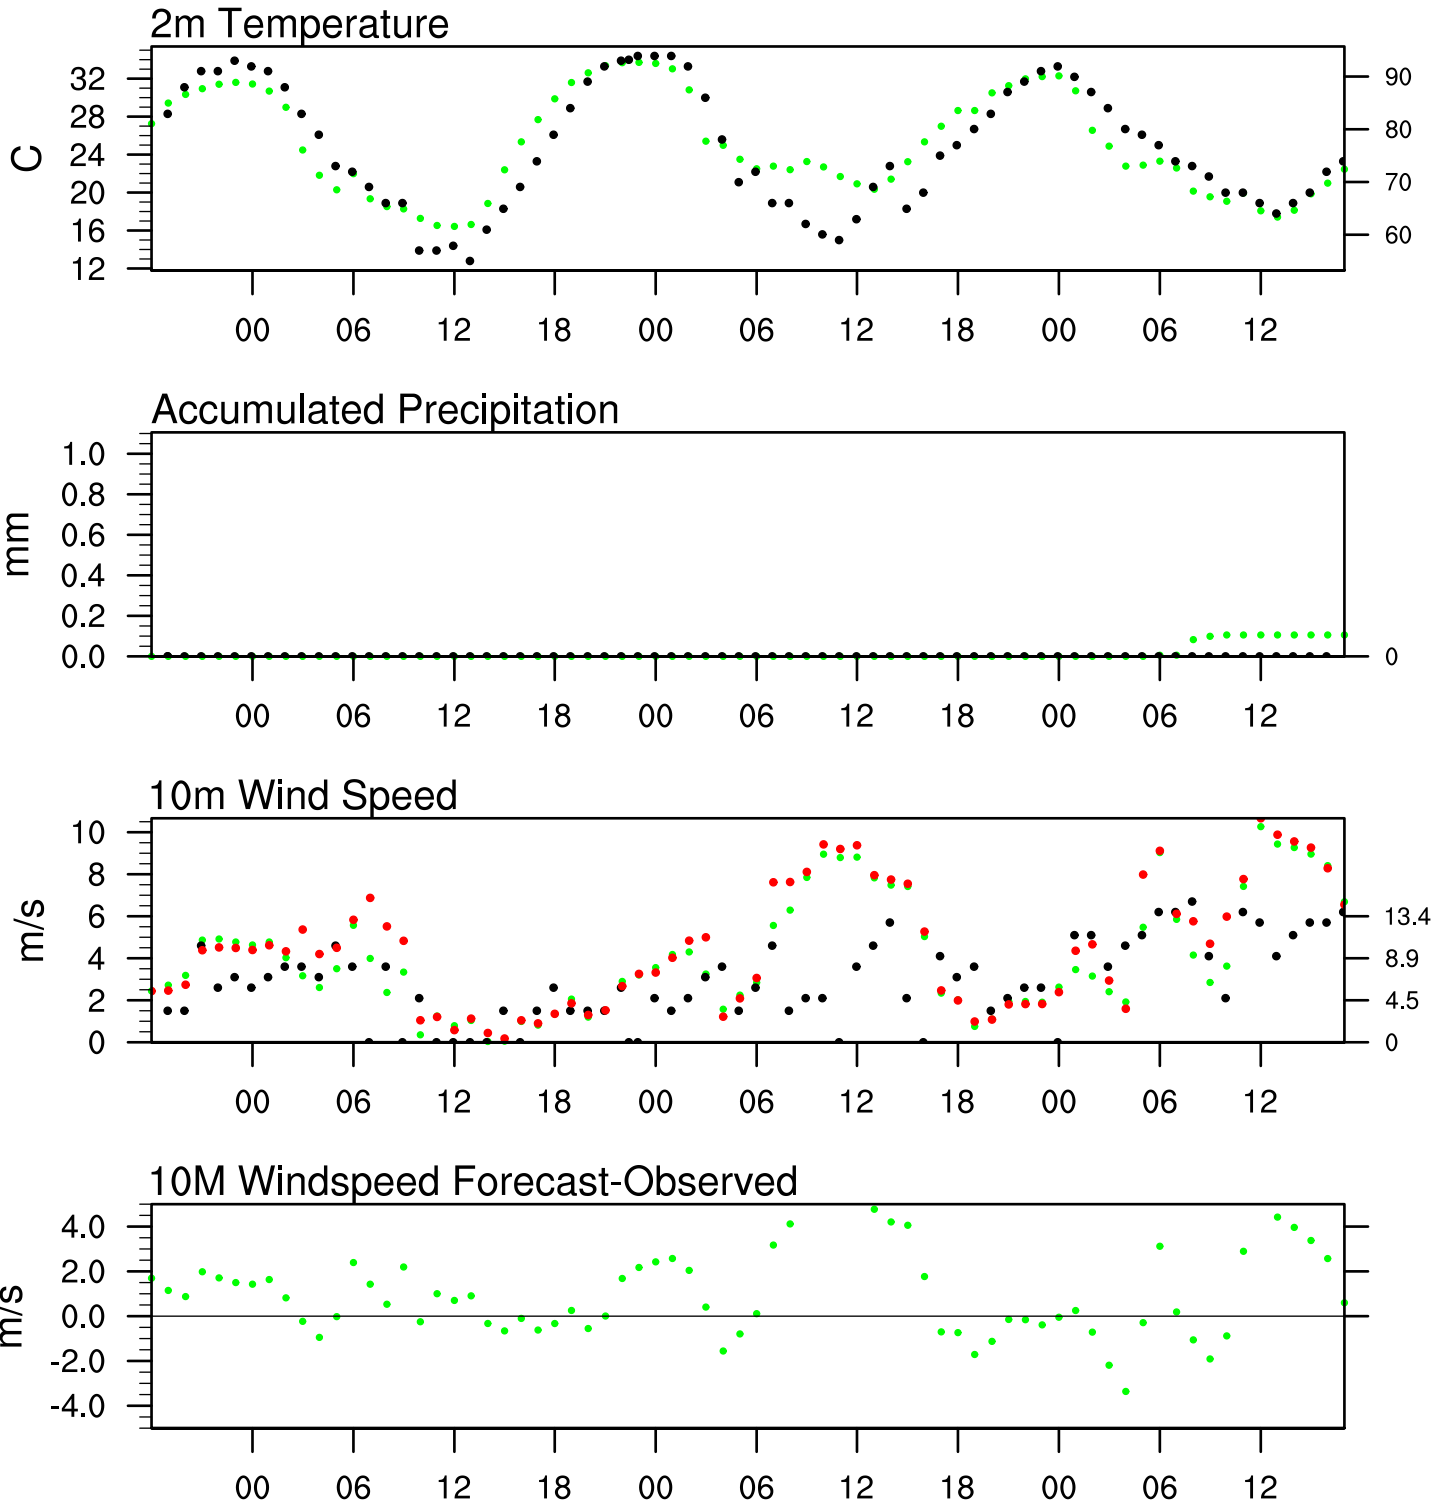 2m Temperature
C
32
28
24
20
16
12
90
80
70
60
00 06 12 18 00 06 12 18 00 06 12
Accumulated Precipitation
mm
1.0
0.8
0.6
0.4
0.2
0.0
0
00 06 12 18 00 06 12 18 00 06 12
10m Wind Speed
m/s
10
8
6
4
2
0
13.4
8.9
4.5
0
00 06 12 18 00 06 12 18 00 06 12
10M Windspeed Forecast-Observed
m/s
4.0
2.0
0.0
-2.0
-4.0
00 06 12 18 00 06 12 18 00 06 12